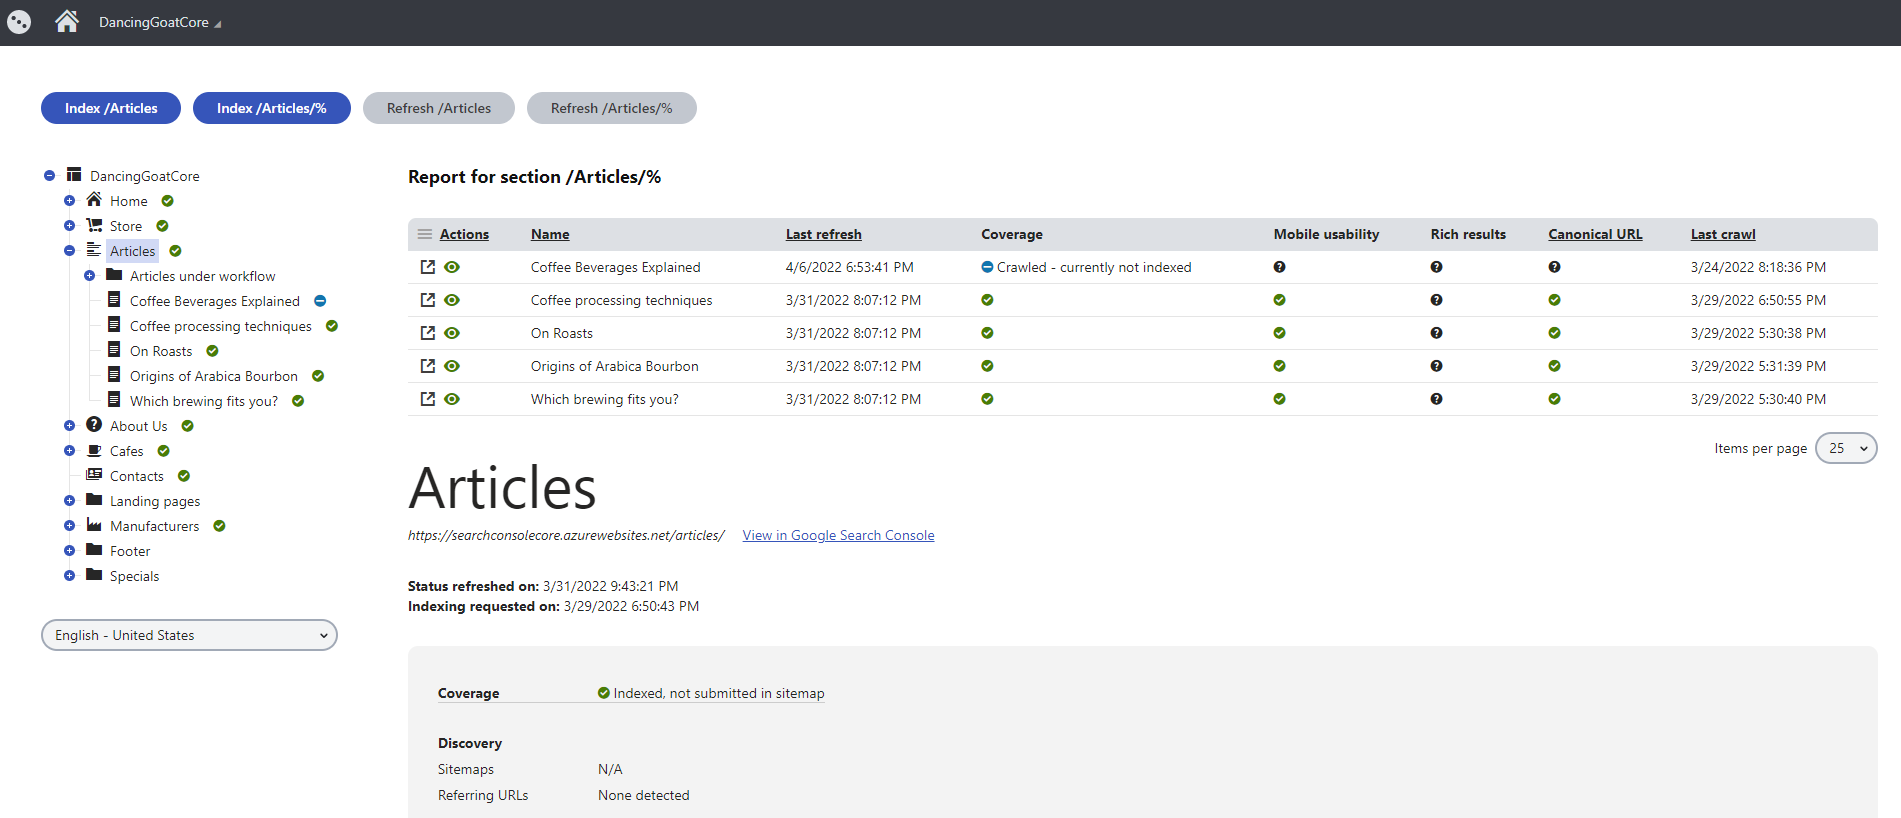 DancingGoatCore
Index /Articles
Index /Articles/%
Refresh /Articles
Refresh /Articles/%
DancingGoatCore
Home
Store
Articles
Articles under workflow
Coffee Beverages Explained
Coffee processing techniques
On Roasts
Origins of Arabica Bourbon
Which brewing fits you?
About Us
Cafes
Contacts
Landing pages
Manufacturers
Footer
Specials
English - United States
Report for section /Articles/%
Actions Name Last refresh Coverage Mobile usability Rich results Canonical URL Last crawl
Coffee Beverages Explained 4/6/2022 6:53:41 PM Crawled - currently not indexed 3/24/2022 8:18:36 PM
Coffee processing techniques 3/31/2022 8:07:12 PM 3/29/2022 6:50:55 PM
On Roasts 3/31/2022 8:07:12 PM 3/29/2022 5:30:38 PM
Origins of Arabica Bourbon 3/31/2022 8:07:12 PM 3/29/2022 5:31:39 PM
Which brewing fits you? 3/31/2022 8:07:12 PM 3/29/2022 5:30:40 PM
Items per page 25
Articles
https://searchconsolecore.azurewebsites.net/articles/ View in Google Search Console
Status refreshed on: 3/31/2022 9:43:21 PM
Indexing requested on: 3/29/2022 6:50:43 PM
Coverage Indexed, not submitted in sitemap
Discovery
Sitemaps N/A
Referring URLs None detected